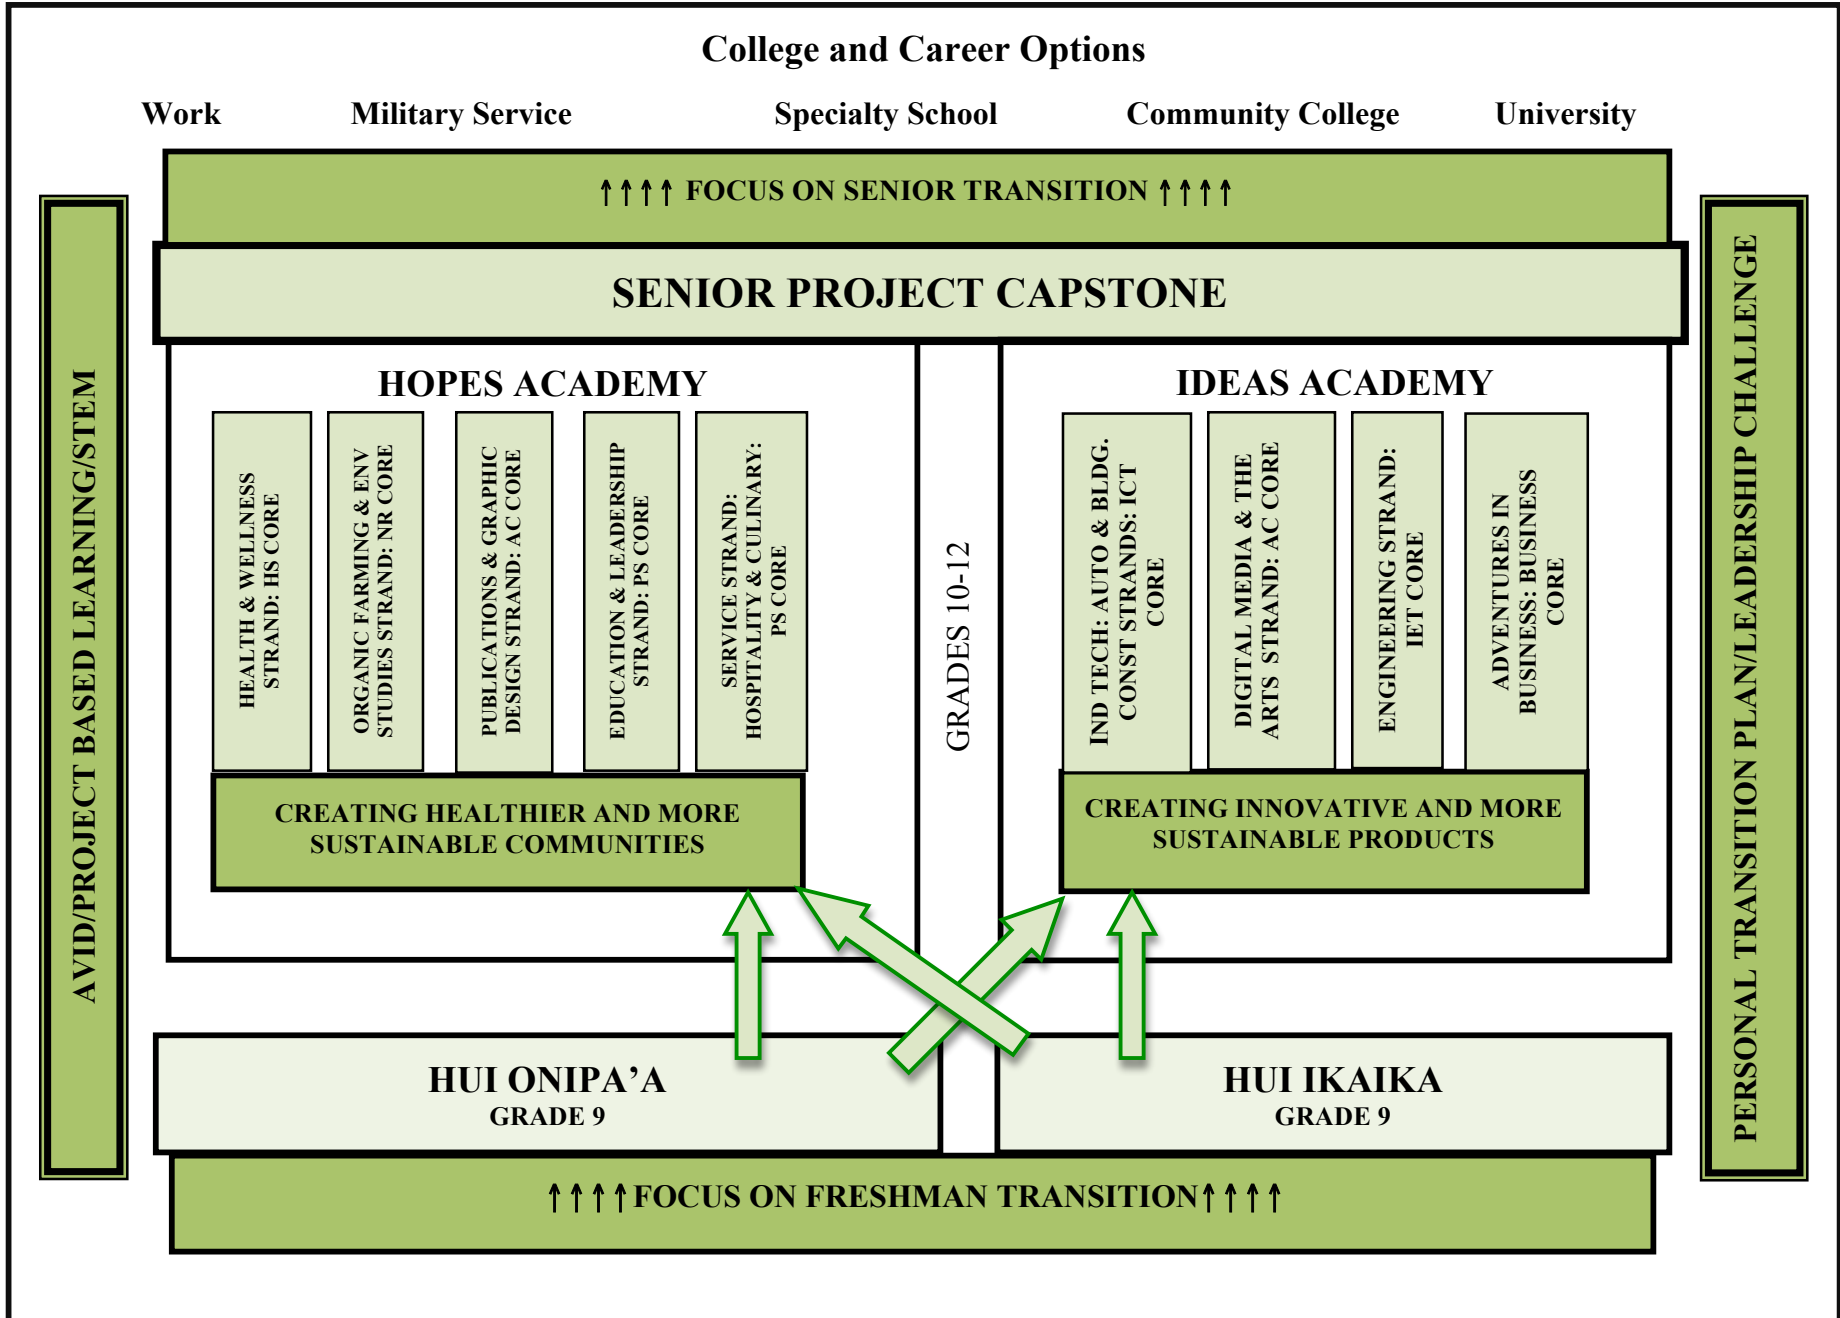 College and Career Options
Work Military Service Specialty School Community College University
↑↑↑↑ FOCUS ON SENIOR TRANSITION ↑↑↑↑
SENIOR PROJECT CAPSTONE
AVID/PROJECT BASED LEARNING/STEM
HOPES ACADEMY
HEALTH & WELLNESS
STRAND: HS CORE
ORGANIC FARMING & ENV
STUDIES STRAND: NR CORE
PUBLICATIONS & GRAPHIC
DESIGN STRAND: AC CORE
EDUCATION & LEADERSHIP
STRAND: PS CORE
SERVICE STRAND:
HOSPITALITY & CULINARY:
PS CORE
CREATING HEALTHIER AND MORE
SUSTAINABLE COMMUNITIES
GRADES 10-12
IDEAS ACADEMY
IND TECH: AUTO & BLDG.
CONST STRANDS: ICT
CORE
DIGITAL MEDIA & THE
ARTS STRAND: AC CORE
ENGINEERING STRAND:
IET CORE
ADVENTURES IN
BUSINESS: BUSINESS
CORE
CREATING INNOVATIVE AND MORE
SUSTAINABLE PRODUCTS
PERSONAL TRANSITION PLAN/LEADERSHIP CHALLENGE
HUI ONIPA’A
GRADE 9
HUI IKAIKA
GRADE 9
↑↑↑↑FOCUS ON FRESHMAN TRANSITION↑↑↑↑